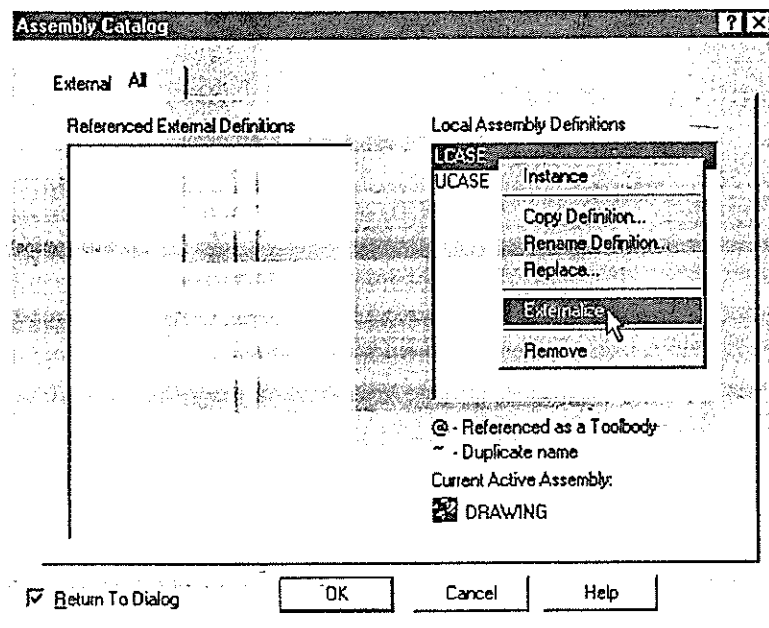 Assembly Catalog
External All
Referenced External Definitions
Local Assembly Definitions
LCASE
UCASE
Instance
Copy Definition...
Rename Definition...
Replace...
Externalize
Remove
@ - Referenced as a Toolbody
~ - Duplicate name
Current Active Assembly:
DRAWING
Return To Dialog
OK
Cancel
Help